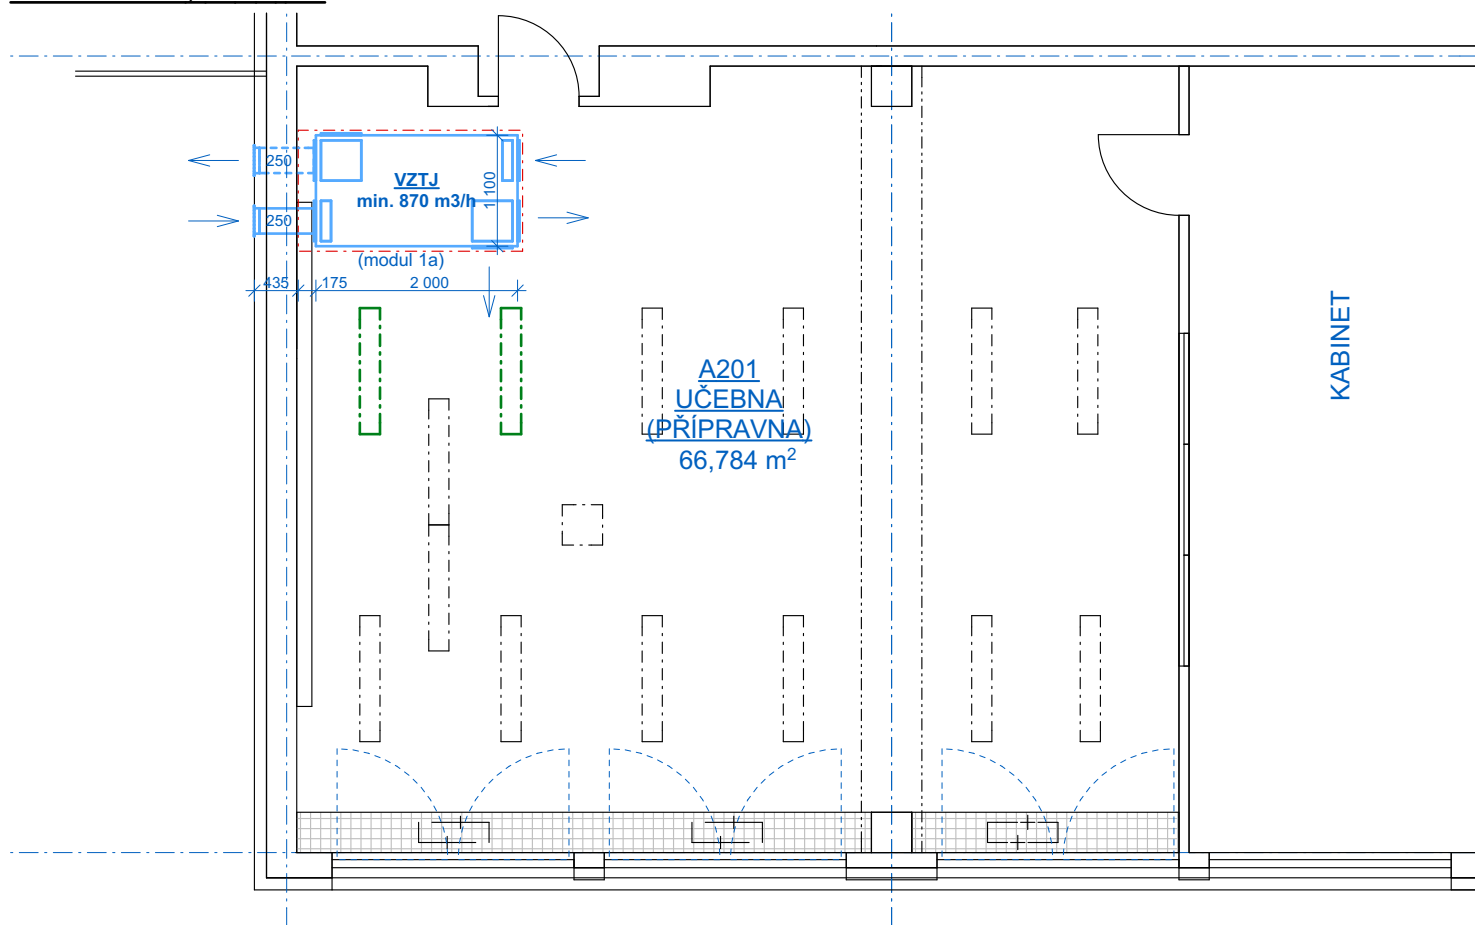 250
VZTJ
min. 870 m3/h
1 100
250
(modul 1a)
435
175
2 000
A201
UČEBNA
(PŘÍPRAVNA)
66,784 m²
KABINET